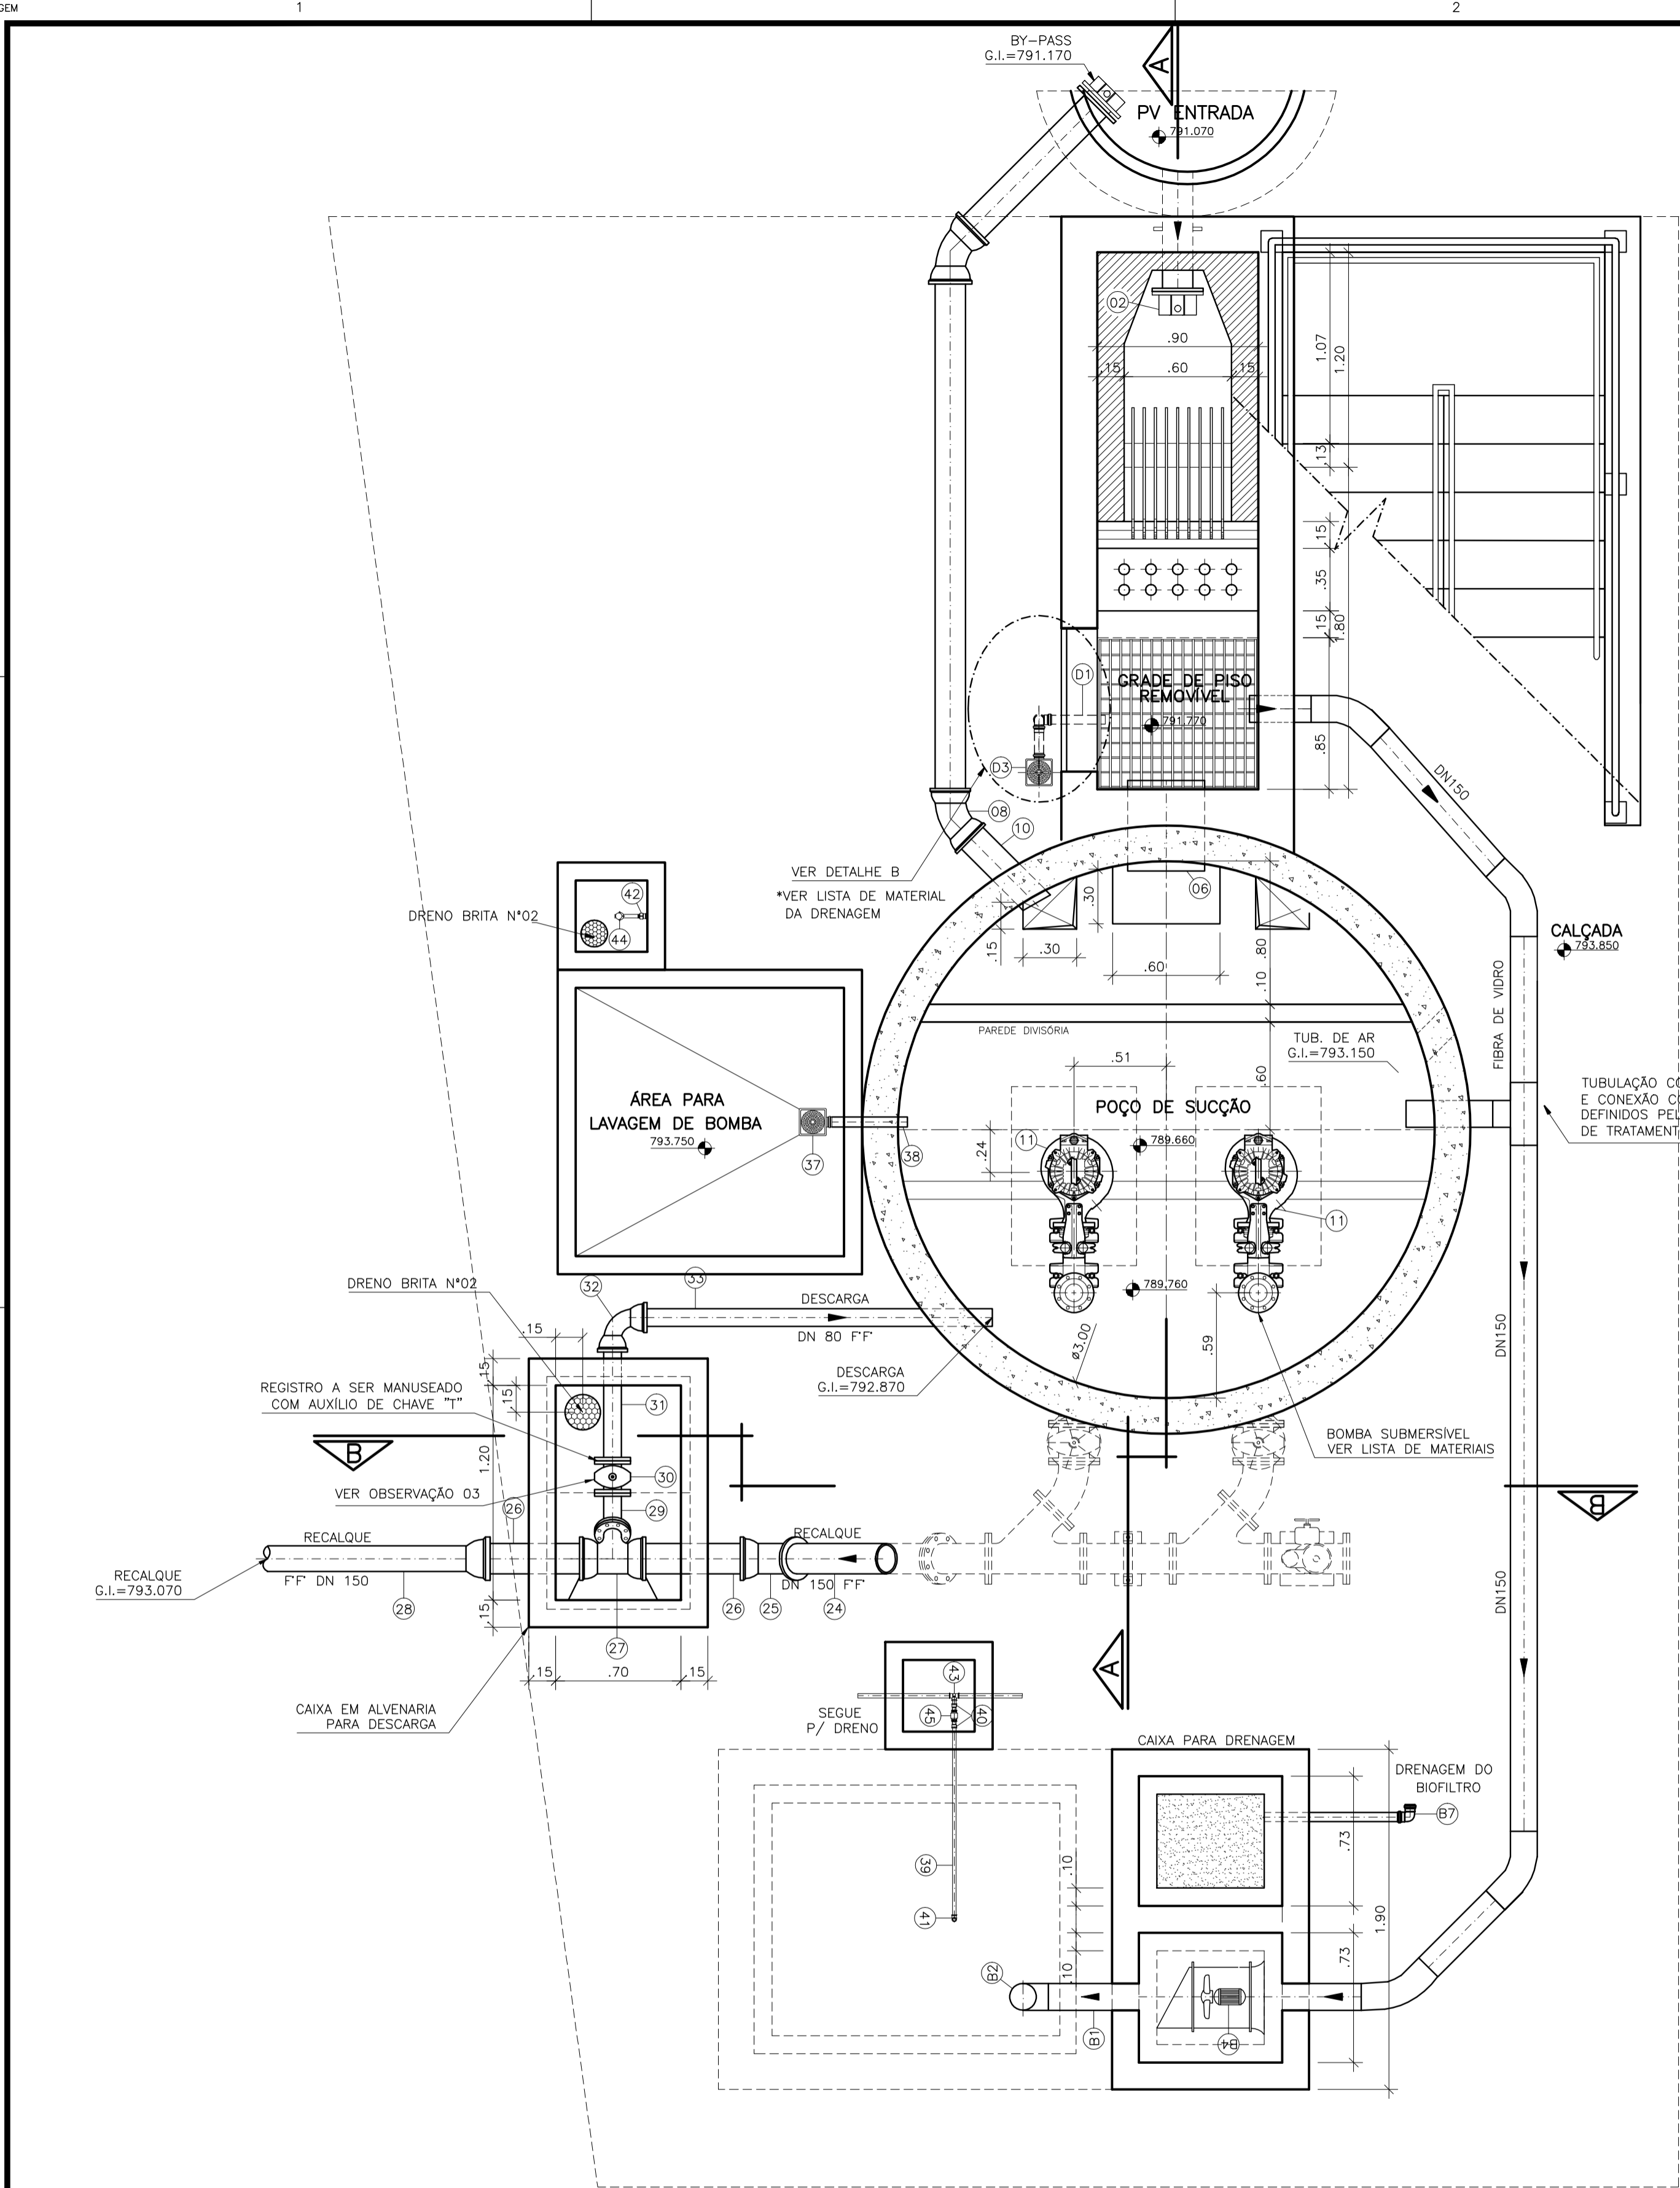 1
2
BY-PASS
G.I.=791.170
A
PV ENTRADA
791.070
02
.90
.15
.60
.15
1.07
1.20
.13
.15
.35
.15
1.80
.85
D1
GRADE DE PISO
REMOVÍVEL
791.770
D3
DN150
08
10
VER DETALHE B
*VER LISTA DE MATERIAL
DA DRENAGEM
06
.30
.15
.30
.60
.80
.10
DRENO BRITA Nº02
42
44
CALÇADA
793.850
FIBRA DE VIDRO
PAREDE DIVISÓRIA
TUB. DE AR
G.I.=793.150
.51
.60
ÁREA PARA
LAVAGEM DE BOMBA
793.750
37
38
POÇO DE SUCÇÃO
11
789.660
.24
11
789.760
DRENO BRITA Nº02
32
33
DESCARGA
DN 80 FºFº
DESCARGA
G.I.=792.870
ø3.00
.59
DN150
.15
.15
.15
REGISTRO A SER MANUSEADO
COM AUXÍLIO DE CHAVE "T"
31
B
1.20
30
VER OBSERVAÇÃO 03
29
26
BOMBA SUBMERSÍVEL
VER LISTA DE MATERIAIS
B
RECALQUE
FºFº DN 150
RECALQUE
G.I.=793.070
28
RECALQUE
DN 150 FºFº
26
25
24
.15
27
.15
.70
.15
DN150
A
CAIXA EM ALVENARIA
PARA DESCARGA
43
SEGUE
P/ DRENO
45
40
CAIXA PARA DRENAGEM
DRENAGEM DO
BIOFILTRO
B7
.73
1.90
39
.10
41
.10
.73
B2
B1
B4